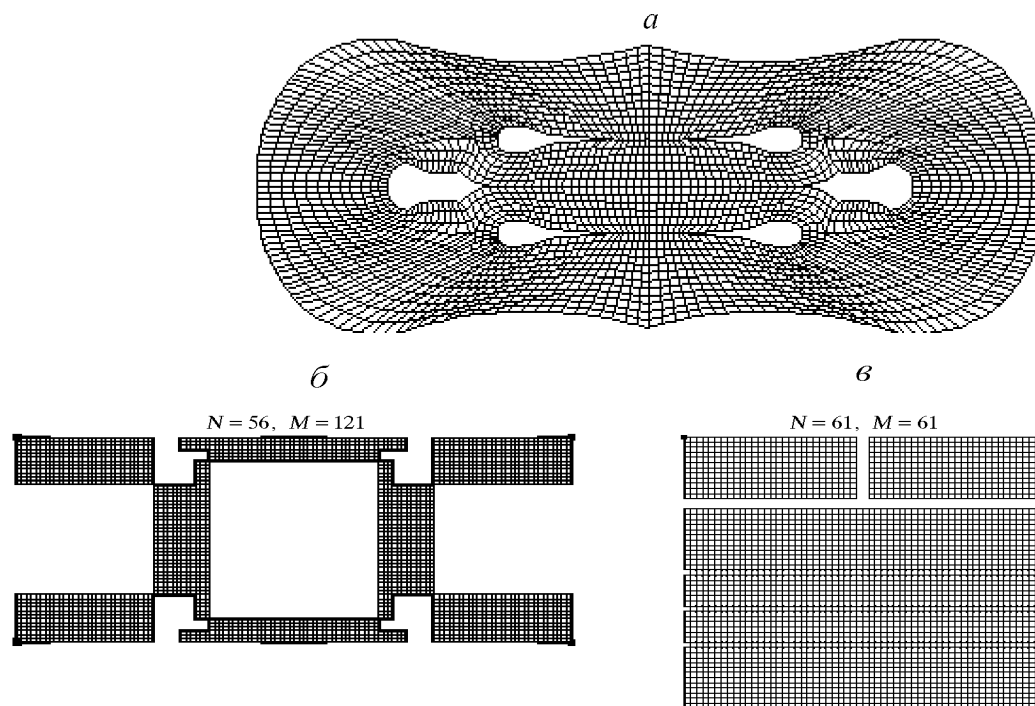 а
б
в
N = 56, M = 121
N = 61, M = 61